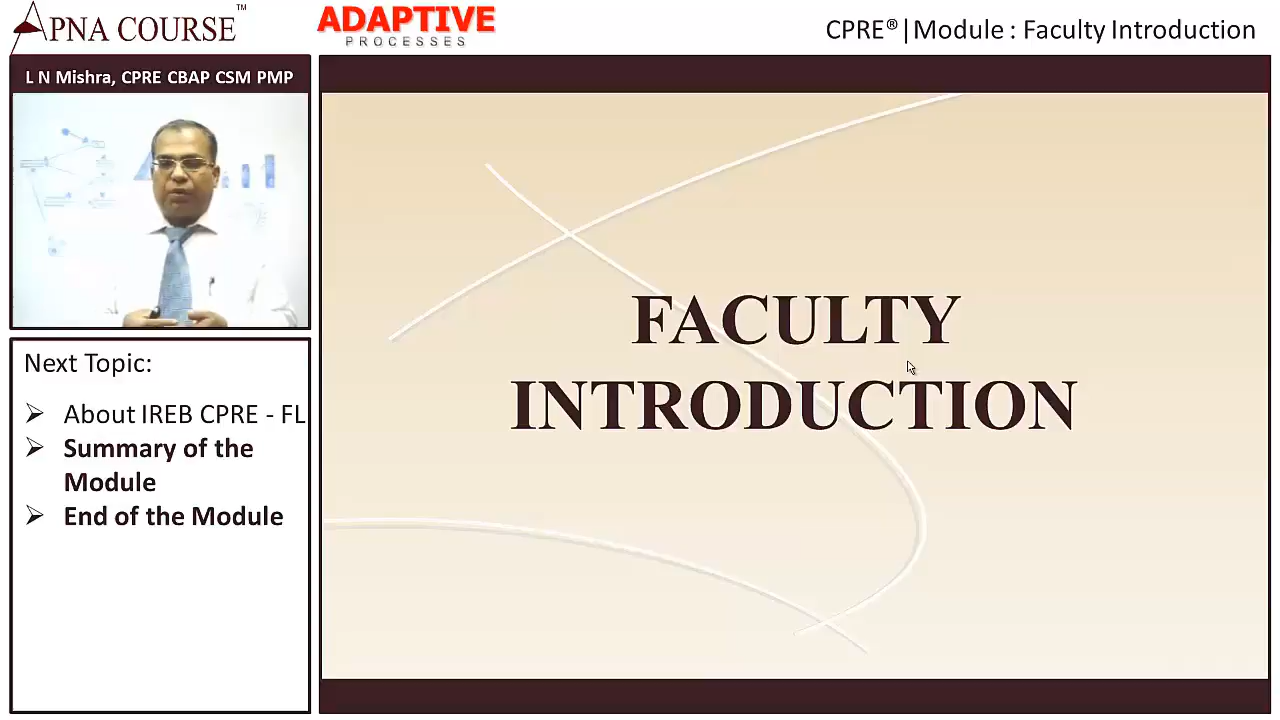 APNA COURSE™
ADAPTIVE
PROCESSES
CPRE®|Module : Faculty Introduction
L N Mishra, CPRE CBAP CSM PMP
FACULTY
INTRODUCTION
Next Topic:
About IREB CPRE - FL
Summary of the
Module
End of the Module